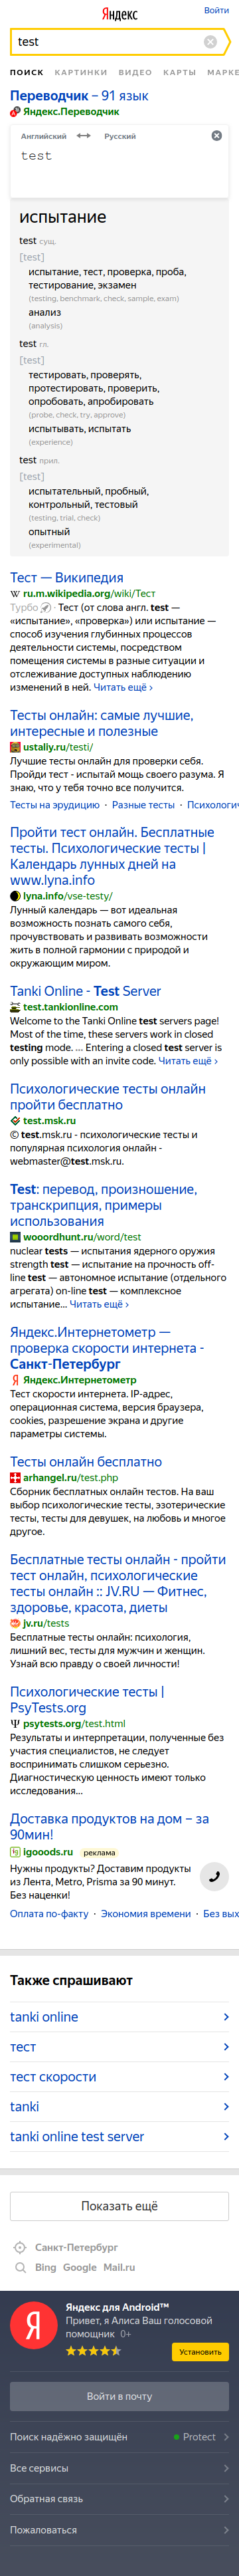 Яндекс
Войти
test
ПОИСК КАРТИНКИ ВИДЕО КАРТЫ МАРКЕ
Переводчик – 91 язык
Яндекс.Переводчик
Английский Русский
test
испытание
test сущ.
[test]
испытание, тест, проверка, проба,
тестирование, экзамен
(testing, benchmark, check, sample, exam)
анализ
(analysis)
test гл.
[test]
тестировать, проверять,
протестировать, проверить,
опробовать, апробировать
(probe, check, try, approve)
испытывать, испытать
(experience)
test прил.
[test]
испытательный, пробный,
контрольный, тестовый
(testing, trial, check)
опытный
(experimental)
Тест — Википедия
ru.m.wikipedia.org/wiki/Тест
Турбо · Тест (от слова англ. test —
«испытание», «проверка») или испытание —
способ изучения глубинных процессов
деятельности системы, посредством
помещения системы в разные ситуации и
отслеживание доступных наблюдению
изменений в ней. Читать ещё ›
Тесты онлайн: самые лучшие,
интересные и полезные
ustaliy.ru/testi/
Лучшие тесты онлайн для проверки себя.
Пройди тест - испытай мощь своего разума. Я
знаю, что у тебя все получится.
Тесты на эрудицию · Разные тесты · Психологич
Пройти тест онлайн. Бесплатные
тесты. Психологические тесты |
Календарь лунных дней на
www.lyna.info
lyna.info/vse-testy/
Лунный календарь — вот идеальная
возможность познать самого себя,
прочувствовать и развивать возможности
жить в полной гармонии с природой и
окружающим миром.
Tanki Online - Test Server
test.tankionline.com
Welcome to the Tanki Online test servers page!
Most of the time, these servers work in closed
testing mode. ... Entering a closed test server is
only possible with an invite code. Читать ещё ›
Психологические тесты онлайн
пройти бесплатно
test.msk.ru
© test.msk.ru - психологические тесты и
популярная психология онлайн -
webmaster@test.msk.ru.
Test: перевод, произношение,
транскрипция, примеры
использования
wooordhunt.ru/word/test
nuclear tests — испытания ядерного оружия
strength test — испытание на прочность off-
line test — автономное испытание (отдельного
агрегата) on-line test — комплексное
испытание... Читать ещё ›
Яндекс.Интернетометр —
проверка скорости интернета -
Санкт-Петербург
Яндекс.Интернетометр
Тест скорости интернета. IP-адрес,
операционная система, версия браузера,
cookies, разрешение экрана и другие
параметры системы.
Тесты онлайн бесплатно
arhangel.ru/test.php
Сборник бесплатных онлайн тестов. На ваш
выбор психологические тесты, эзотерические
тесты, тесты для девушек, на любовь и многое
другое.
Бесплатные тесты онлайн - пройти
тест онлайн, психологические
тесты онлайн :: JV.RU — Фитнес,
здоровье, красота, диеты
jv.ru/tests
Бесплатные тесты онлайн: психология,
лишний вес, тесты для мужчин и женщин.
Узнай всю правду о своей личности!
Психологические тесты |
PsyTests.org
psytests.org/test.html
Результаты и интерпретации, полученные без
участия специалистов, не следует
воспринимать слишком серьезно.
Диагностическую ценность имеют только
исследования...
Доставка продуктов на дом – за
90мин!
igooods.ru реклама
Нужны продукты? Доставим продукты
из Лента, Metro, Prisma за 90 минут.
Без наценки!
Оплата по-факту · Экономия времени · Без вых
Также спрашивают
tanki online
тест
тест скорости
tanki
tanki online test server
Показать ещё
Санкт-Петербург
Bing Google Mail.ru
Яндекс для Android™
Привет, я Алиса Ваш голосовой
помощник 0+
Установить
Войти в почту
Поиск надёжно защищён Protect
Все сервисы
Обратная связь
Пожаловаться